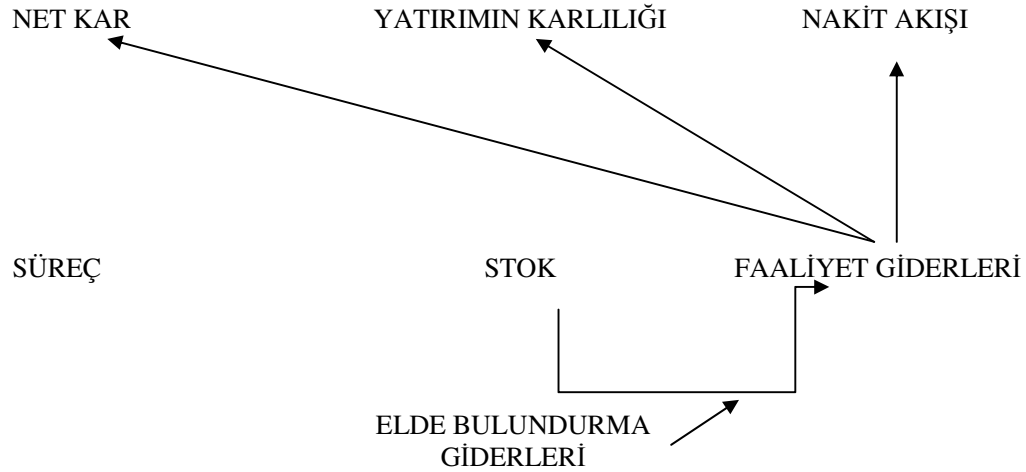 NET KAR YATIRIMIN KARLILIĞI NAKİT AKIŞI
SÜREÇ STOK FAALİYET GİDERLERİ
ELDE BULUNDURMA
GİDERLERİ